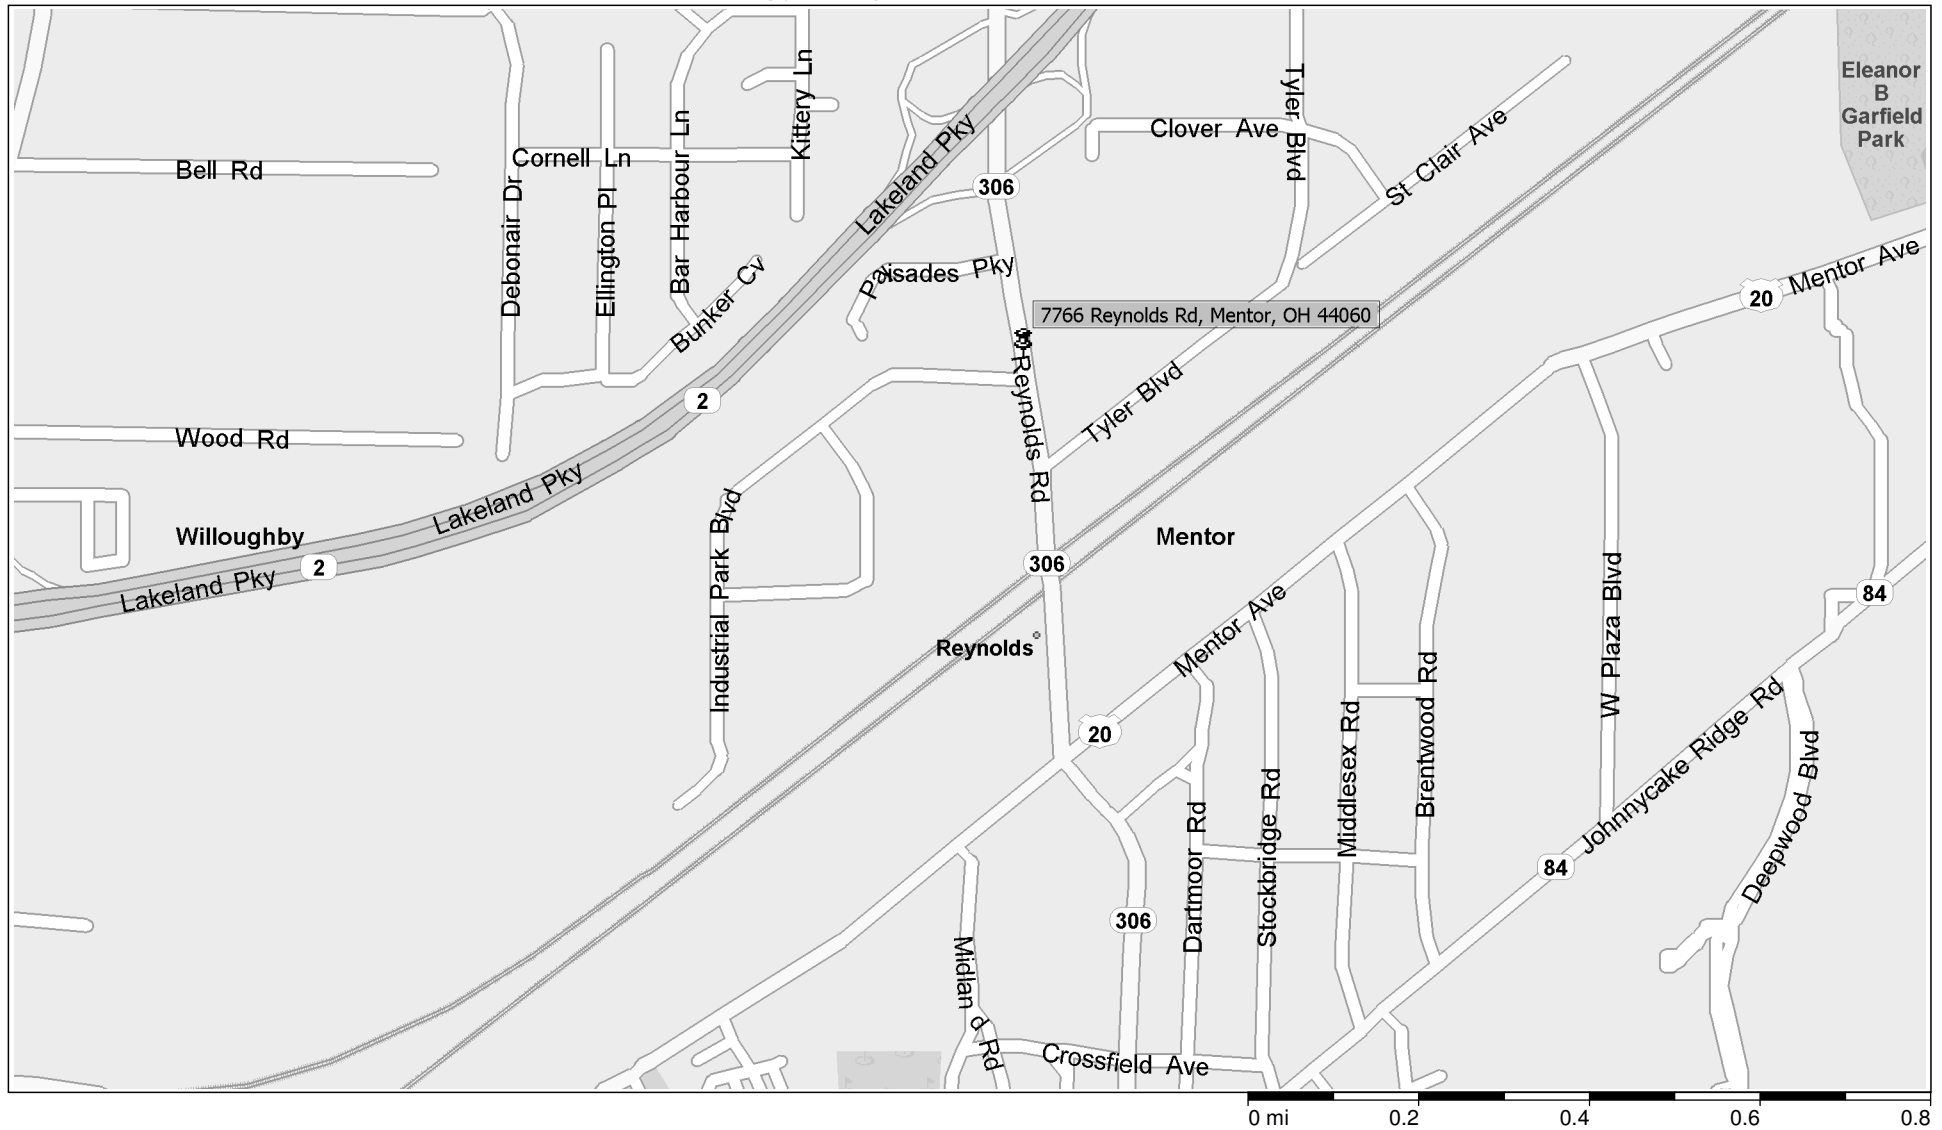 Eleanor
B
Garfield
Park
Kittery Ln
Tyler Blvd
Clover Ave
Lakeland Pky
St Clair Ave
Cornell Ln
Bell Rd
Debonair Dr
Ellington Pl
Bar Harbour Ln
306
Mentor Ave
20
Palisades Pky
Bunker Cv
7766 Reynolds Rd, Mentor, OH 44060
Reynolds Rd
Tyler Blvd
2
Wood Rd
Lakeland Pky
Willoughby
2
Lakeland Pky
Industrial Park Blvd
Mentor
306
Reynolds
Mentor Ave
20
W Plaza Blvd
84
Johnnycake Ridge Rd
Deepwood Blvd
Brentwood Rd
Middlesex Rd
Stockbridge Rd
Dartmoor Rd
84
306
Midland Rd
Crossfield Ave
0 mi 0.2 0.4 0.6 0.8